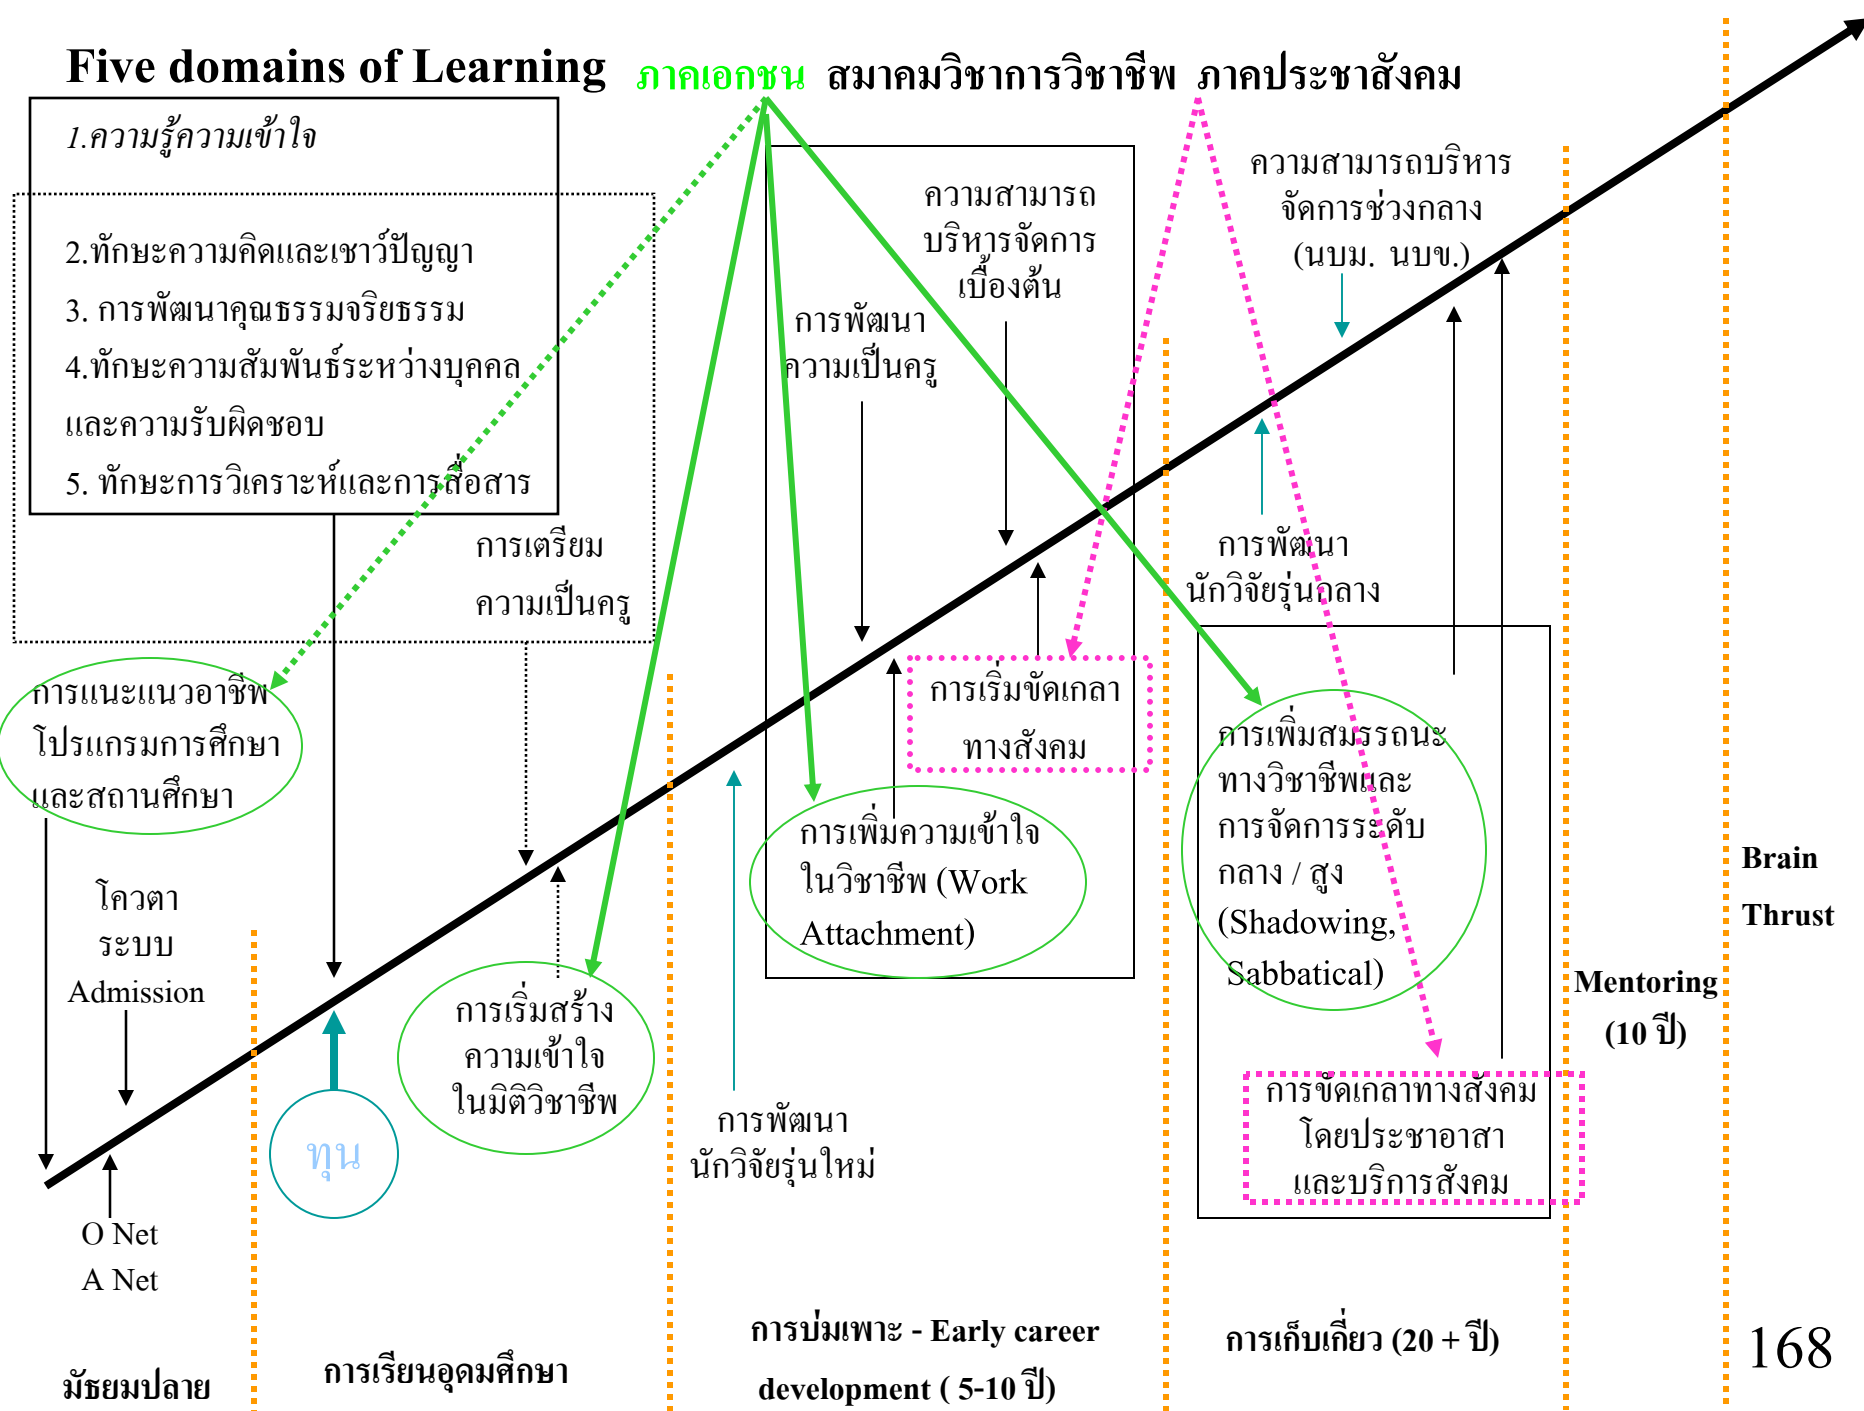 Five domains of Learning
ภาคเอกชน สมาคมวิชาการวิชาชีพ ภาคประชาสังคม
1.ความรู้ความเข้าใจ
2.ทักษะความคิดและเชาว์ปัญญา
3. การพัฒนาคุณธรรมจริยธรรม
4.ทักษะความสัมพันธ์ระหว่างบุคคล
และความรับผิดชอบ
5. ทักษะการวิเคราะห์และการสื่อสาร
การเตรียม
ความเป็นครู
ความสามารถ
บริหารจัดการ
เบื้องต้น
การพัฒนา
ความเป็นครู
ความสามารถบริหาร
จัดการช่วงกลาง
(นบม. นบข.)
การพัฒนา
นักวิจัยรุ่นกลาง
การแนะแนวอาชีพ
โปรแกรมการศึกษา
และสถานศึกษา
โควตา
ระบบ
Admission
O Net
A Net
ทุน
การเริ่มสร้าง
ความเข้าใจ
ในมิติวิชาชีพ
การเริ่มขัดเกลา
ทางสังคม
การเพิ่มความเข้าใจ
ในวิชาชีพ (Work
Attachment)
การพัฒนา
นักวิจัยรุ่นใหม่
การเพิ่มสมรรถนะ
ทางวิชาชีพและ
การจัดการระดับ
กลาง / สูง
(Shadowing,
Sabbatical)
การขัดเกลาทางสังคม
โดยประชาอาสา
และบริการสังคม
Mentoring
(10 ปี)
Brain
Thrust
มัธยมปลาย
การเรียนอุดมศึกษา
การบ่มเพาะ - Early career
development ( 5-10 ปี)
การเก็บเกี่ยว (20 + ปี)
168